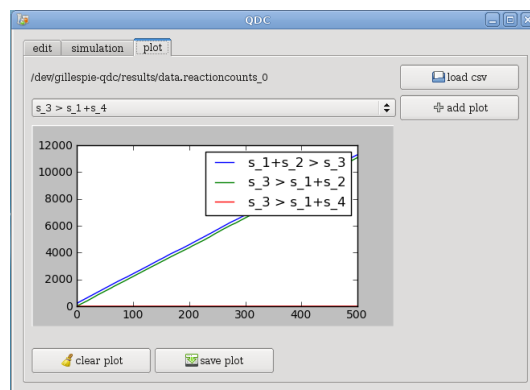 QDC
edit simulation plot
/dev/gillespie-qdc/results/data.reactioncounts_0
load csv
s_3 > s_1+s_4
add plot
12000
10000
8000
6000
4000
2000
0
s_1+s_2 > s_3
s_3 > s_1+s_2
s_3 > s_1+s_4
0 100 200 300 400 500
clear plot
save plot